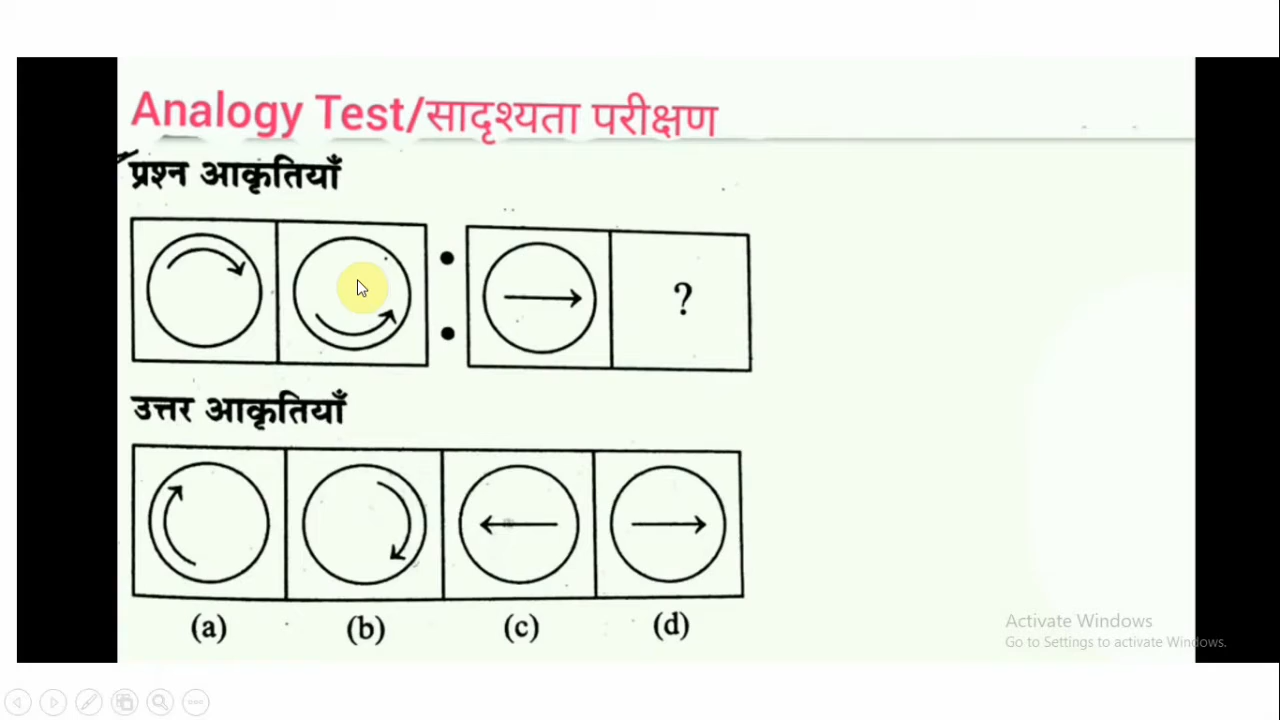 Analogy Test/सादृश्यता परीक्षण
प्रश्न आकृतियाँ
?
उत्तर आकृतियाँ
(a) (b) (c) (d)
Activate Windows
Go to Settings to activate Windows.